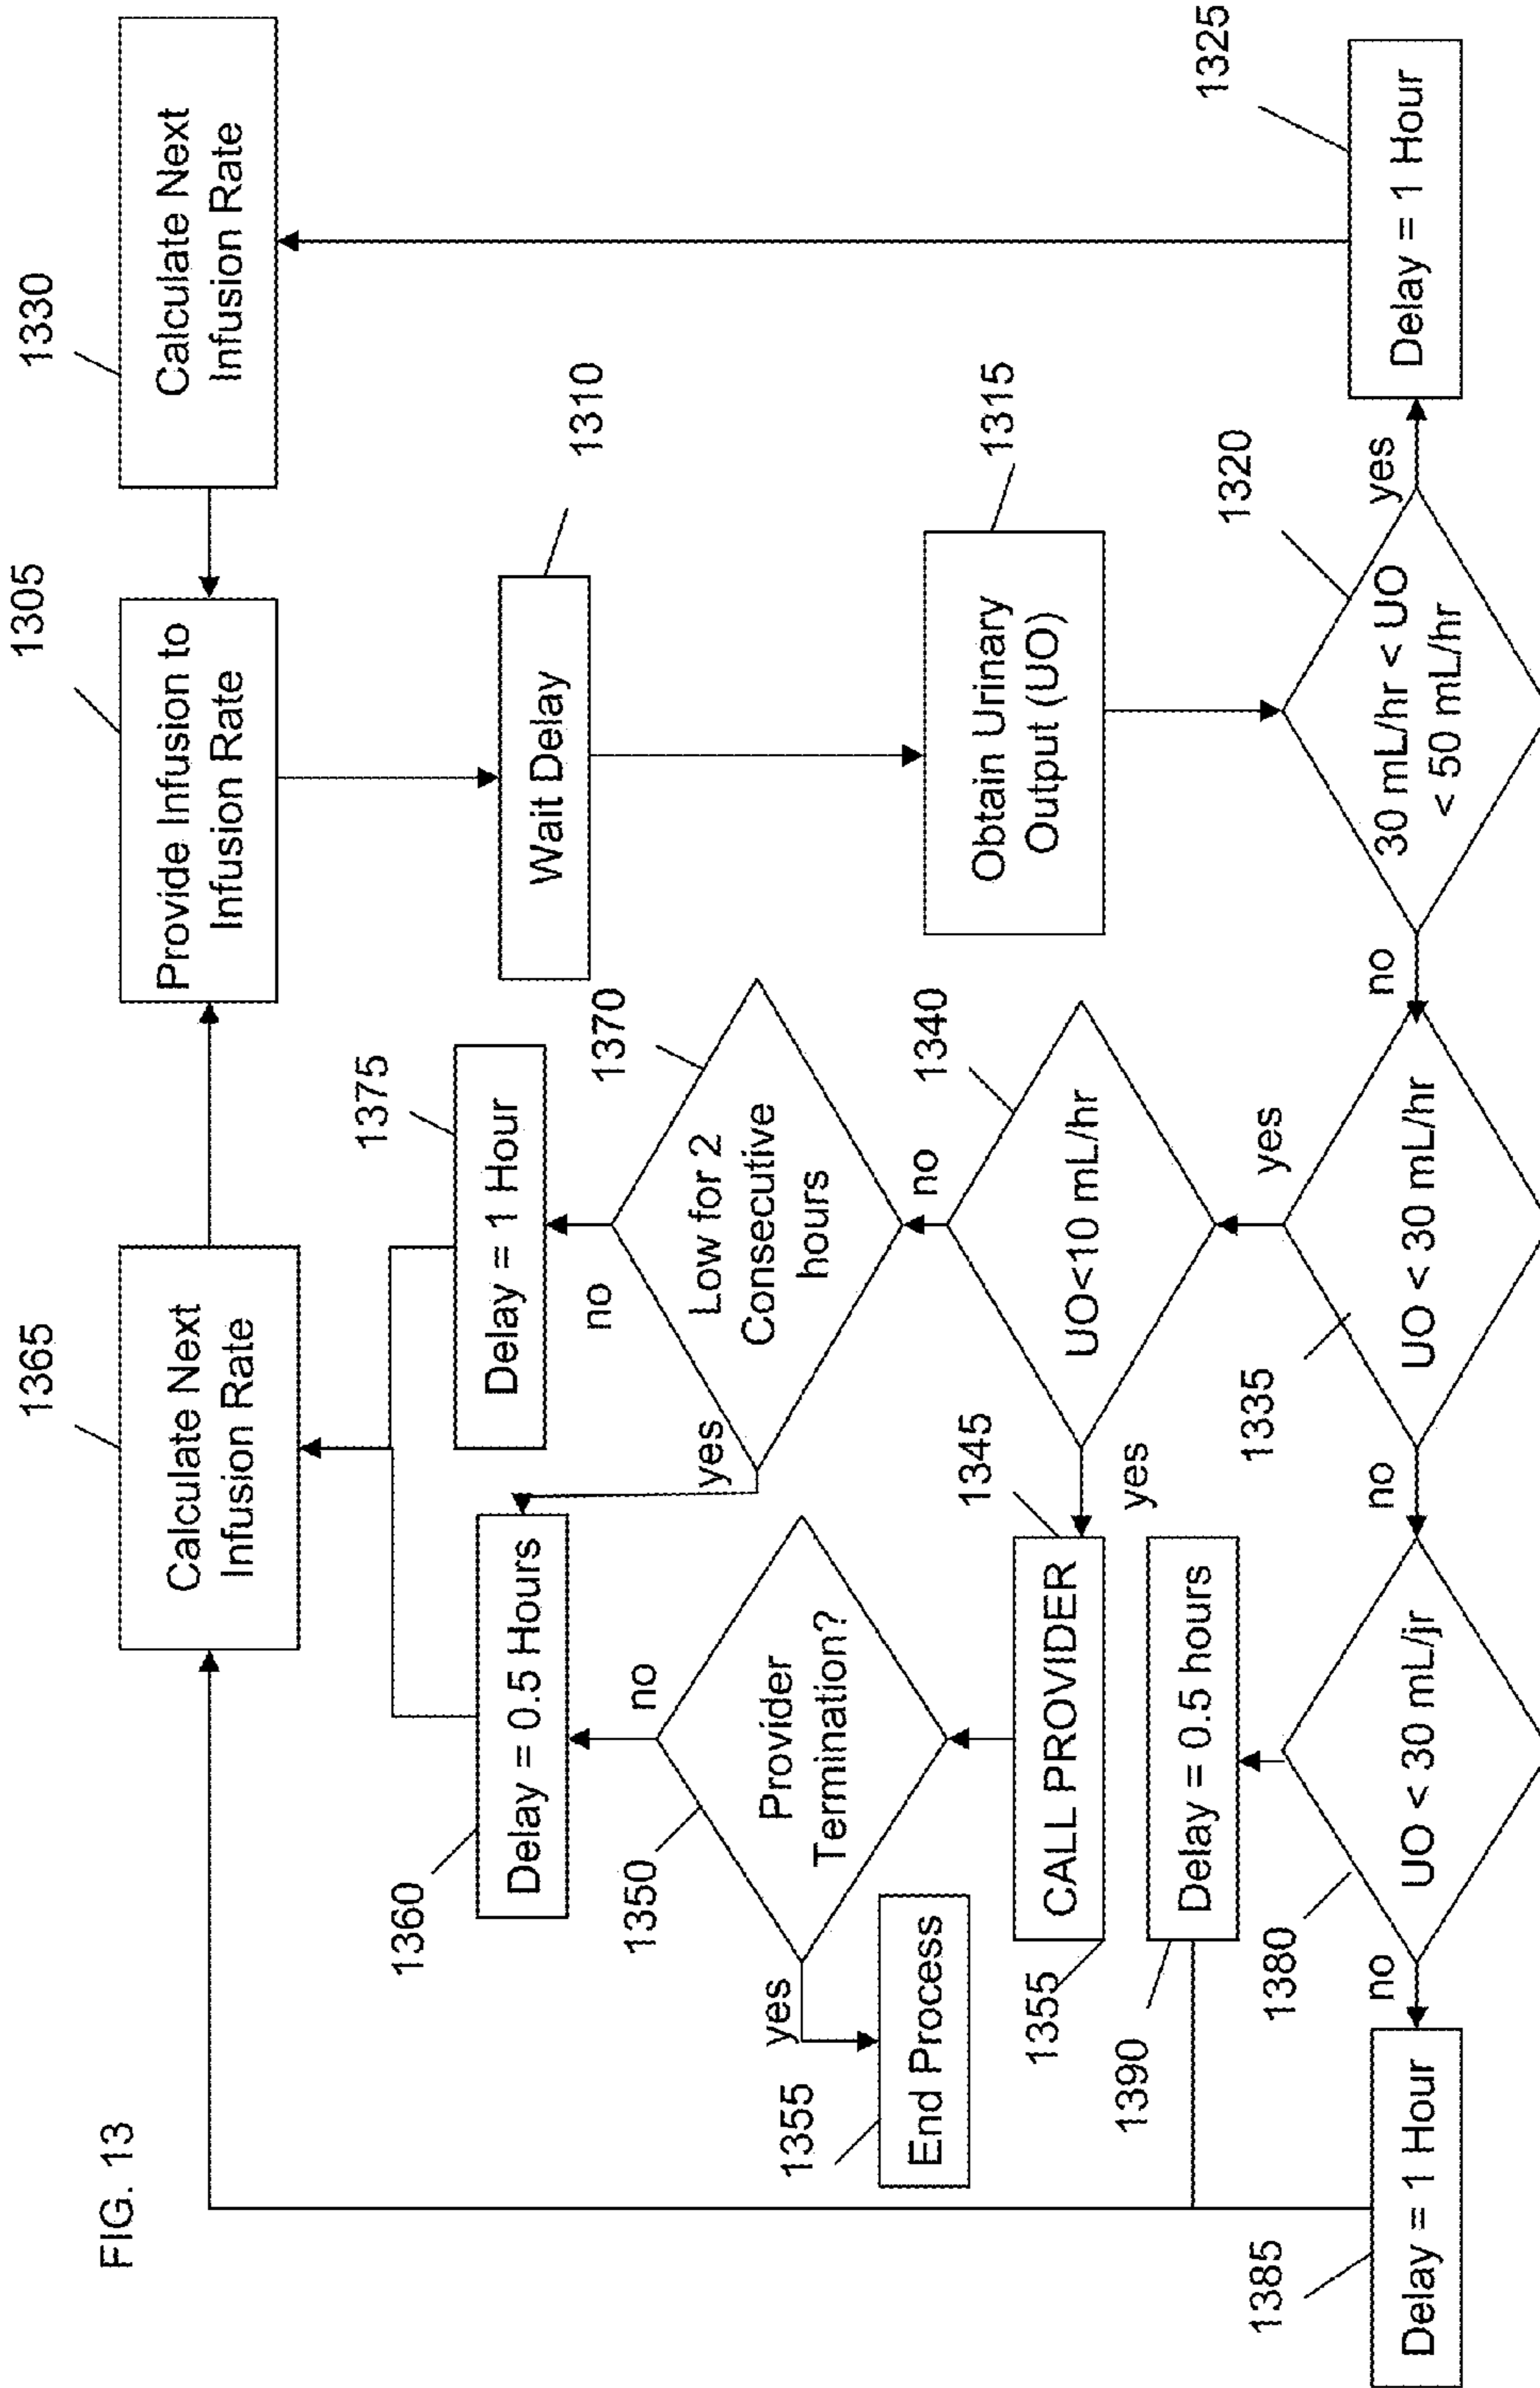 FIG. 13
1365
Calculate Next
Infusion Rate
1305
Provide Infusion to
Infusion Rate
1330
Calculate Next
Infusion Rate
1360
Delay = 0.5 Hours
1375
Delay = 1 Hour
Wait Delay
1310
1350
no
Provider
Termination?
yes
yes
no
Low for 2
Consecutive
hours
1370
1355
End Process
1355
CALL PROVIDER
1345
yes
no
UO<10 mL/hr
1340
Obtain Urinary
Output (UO)
1315
1390
Delay = 0.5 hours
1335
yes
1385
Delay = 1 Hour
no
1380
UO < 30 mL/jr
no
UO < 30 mL/hr
no
30 mL/hr < UO
< 50 mL/hr
1320
yes
Delay = 1 Hour
1325